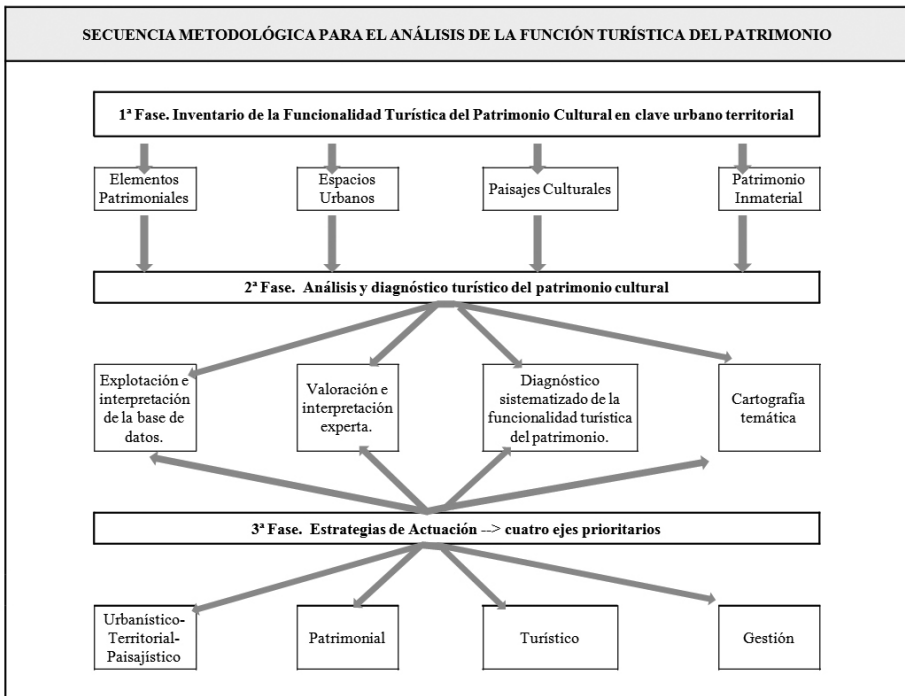 SECUENCIA METODOLÓGICA PARA EL ANÁLISIS DE LA FUNCIÓN TURÍSTICA DEL PATRIMONIO
1ª Fase. Inventario de la Funcionalidad Turística del Patrimonio Cultural en clave urbano territorial
Elementos
Patrimoniales
Espacios
Urbanos
Paisajes Culturales
Patrimonio
Inmaterial
2ª Fase. Análisis y diagnóstico turístico del patrimonio cultural
Explotación e
interpretación
de la base de
datos.
Valoración e
interpretación
experta.
Diagnóstico
sistematizado de la
funcionalidad turística
del patrimonio.
Cartografía
temática
3ª Fase. Estrategias de Actuación --> cuatro ejes prioritarios
Urbanístico-
Territorial-
Paisajístico
Patrimonial
Turístico
Gestión